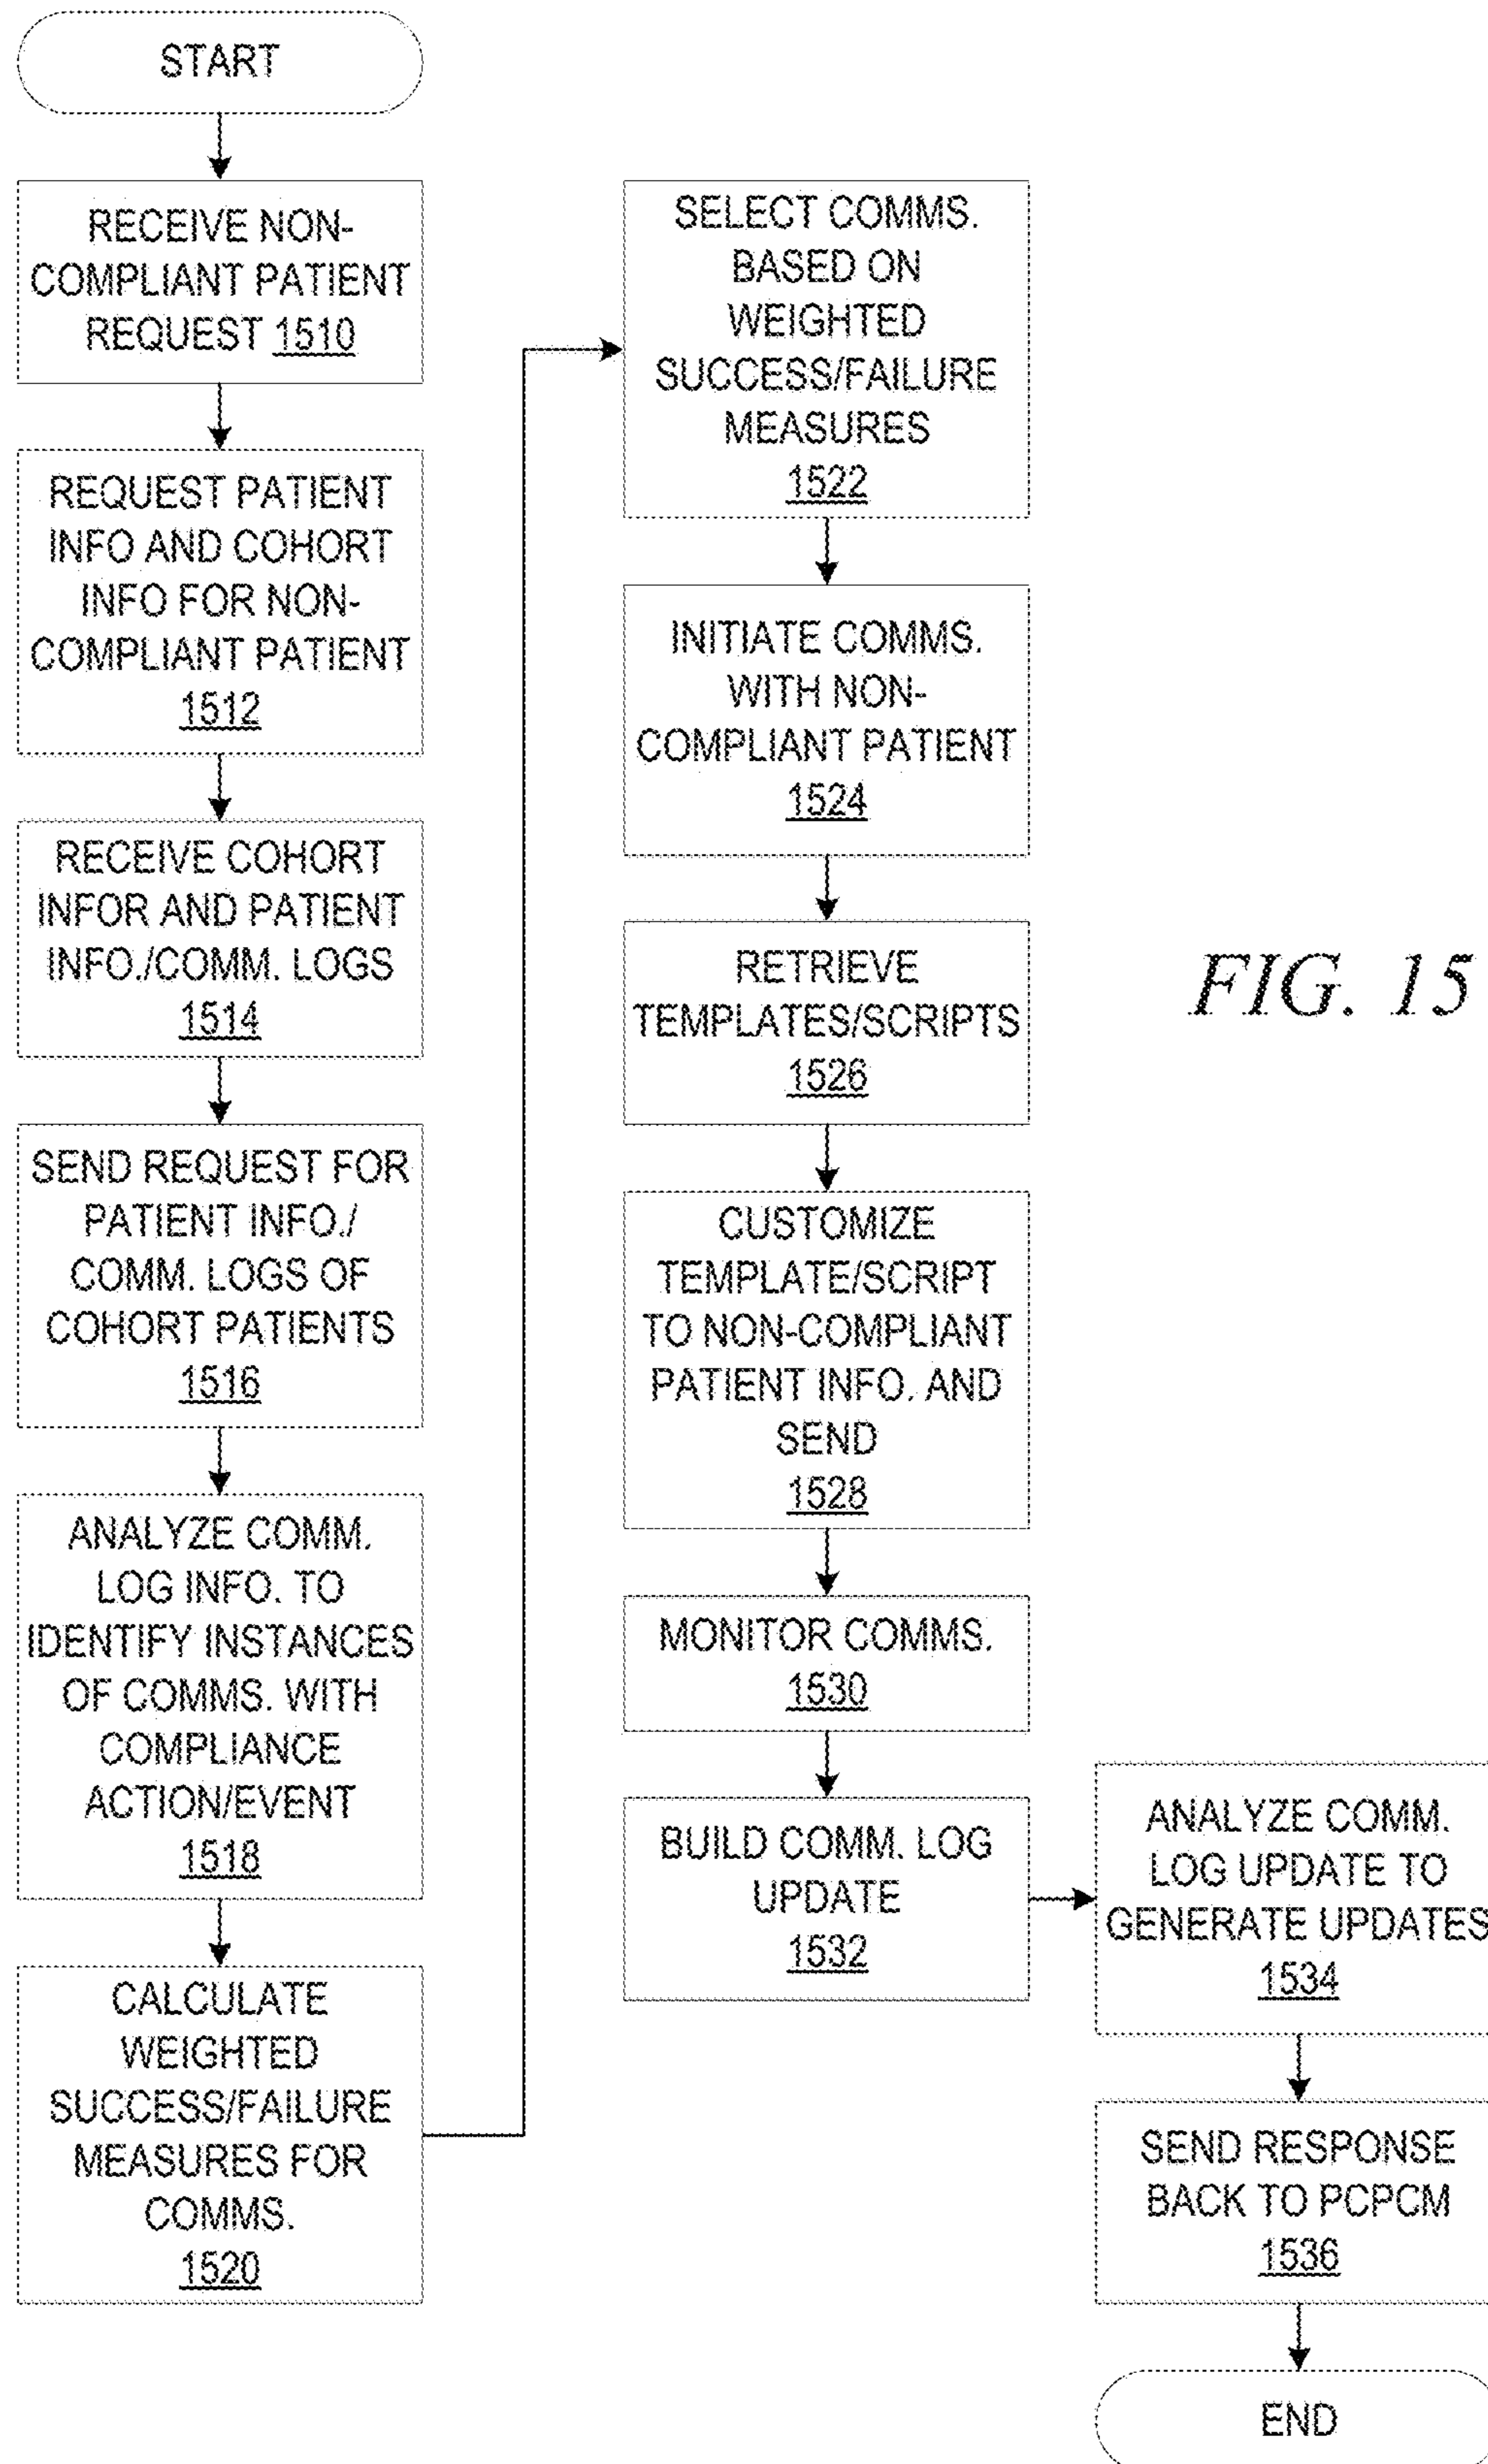 START
RECEIVE NON-
COMPLIANT PATIENT
REQUEST 1510
REQUEST PATIENT
INFO AND COHORT
INFO FOR NON-
COMPLIANT PATIENT
1512
RECEIVE COHORT
INFOR AND PATIENT
INFO./COMM. LOGS
1514
SEND REQUEST FOR
PATIENT INFO./
COMM. LOGS OF
COHORT PATIENTS
1516
ANALYZE COMM.
LOG INFO. TO
IDENTIFY INSTANCES
OF COMMS. WITH
COMPLIANCE
ACTION/EVENT
1518
CALCULATE
WEIGHTED
SUCCESS/FAILURE
MEASURES FOR
COMMS.
1520
SELECT COMMS.
BASED ON
WEIGHTED
SUCCESS/FAILURE
MEASURES
1522
INITIATE COMMS.
WITH NON-
COMPLIANT PATIENT
1524
RETRIEVE
TEMPLATES/SCRIPTS
1526
CUSTOMIZE
TEMPLATE/SCRIPT
TO NON-COMPLIANT
PATIENT INFO. AND
SEND
1528
MONITOR COMMS.
1530
BUILD COMM. LOG
UPDATE
1532
ANALYZE COMM.
LOG UPDATE TO
GENERATE UPDATES
1534
SEND RESPONSE
BACK TO PCPCM
1536
END
FIG. 15